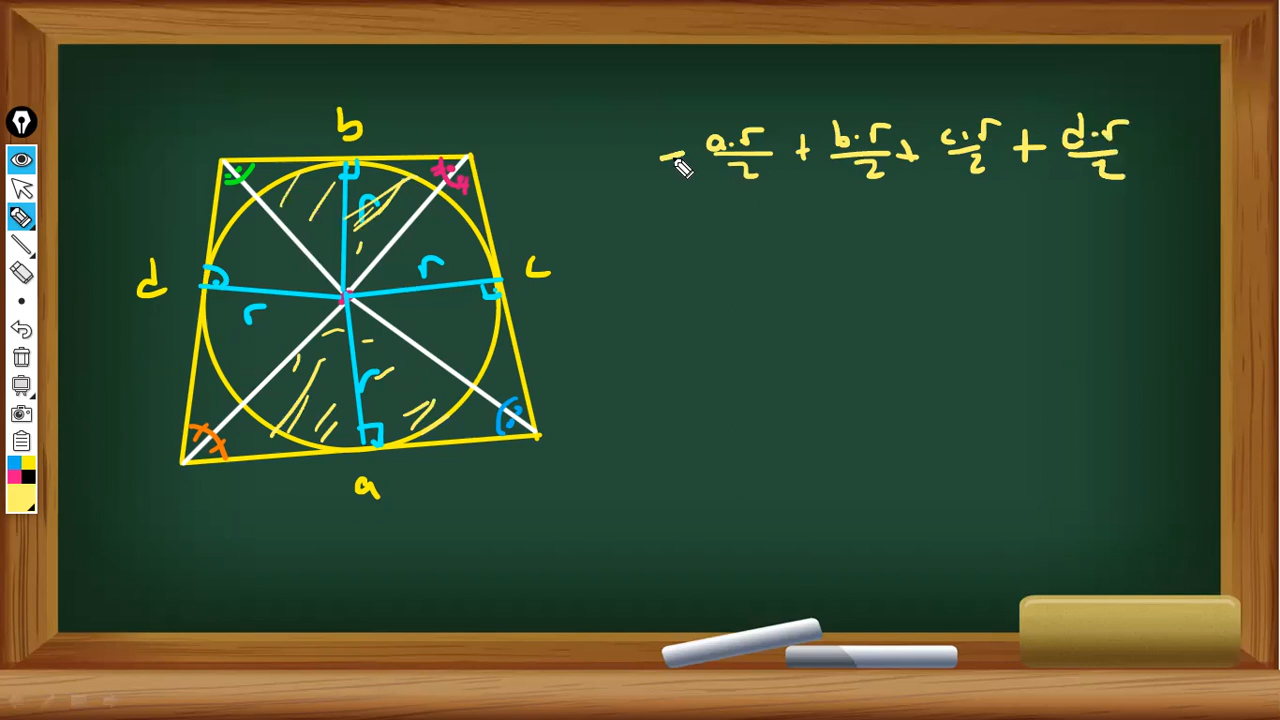 b
= a.r/2 + b.r/2 + c.r/2 + d.r/2
r
d
r
c
r
r
a